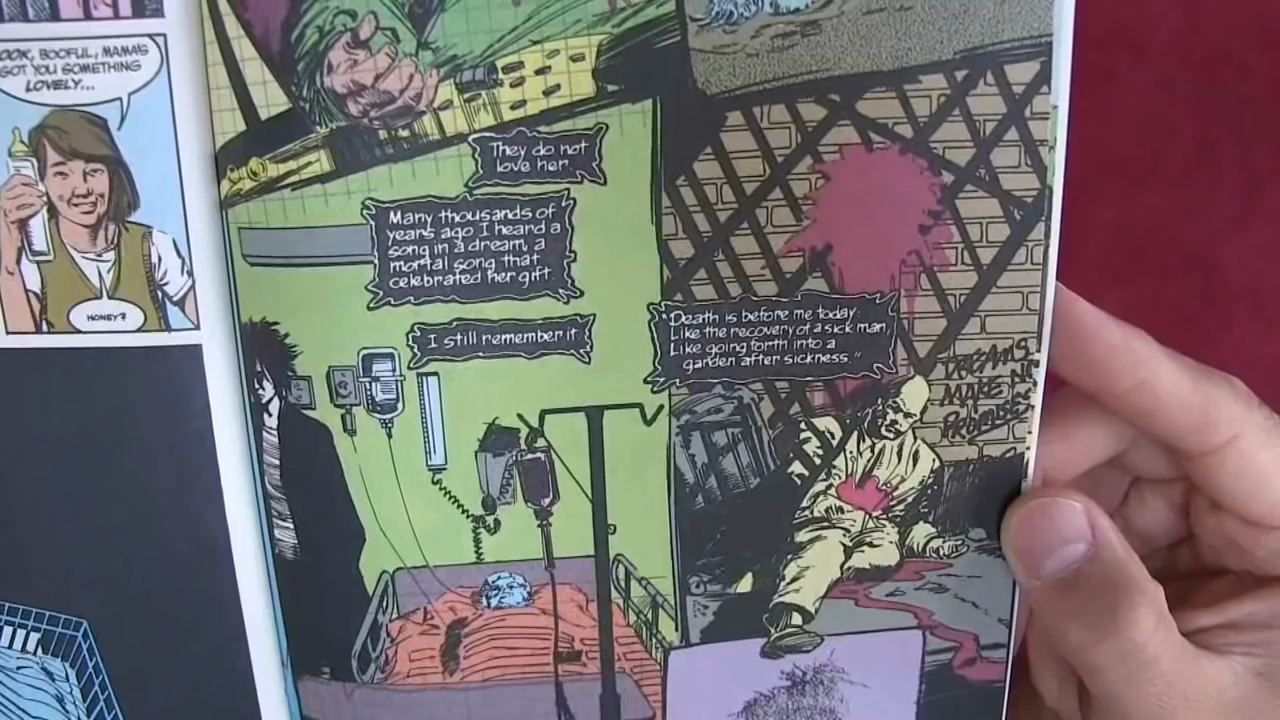 OOK, BOOFUL, MAMA'S
GOT YOU SOMETHING
LOVELY...
HONEY?
They do not
love her.
Many thousands of
years ago I heard a
song in a dream, a
mortal song that
celebrated her gift.
I still remember it.
"Death is before me today:
Like the recovery of a sick man,
Like going forth into a
garden after sickness."
DREAMS
MAKE NO
PROMISES